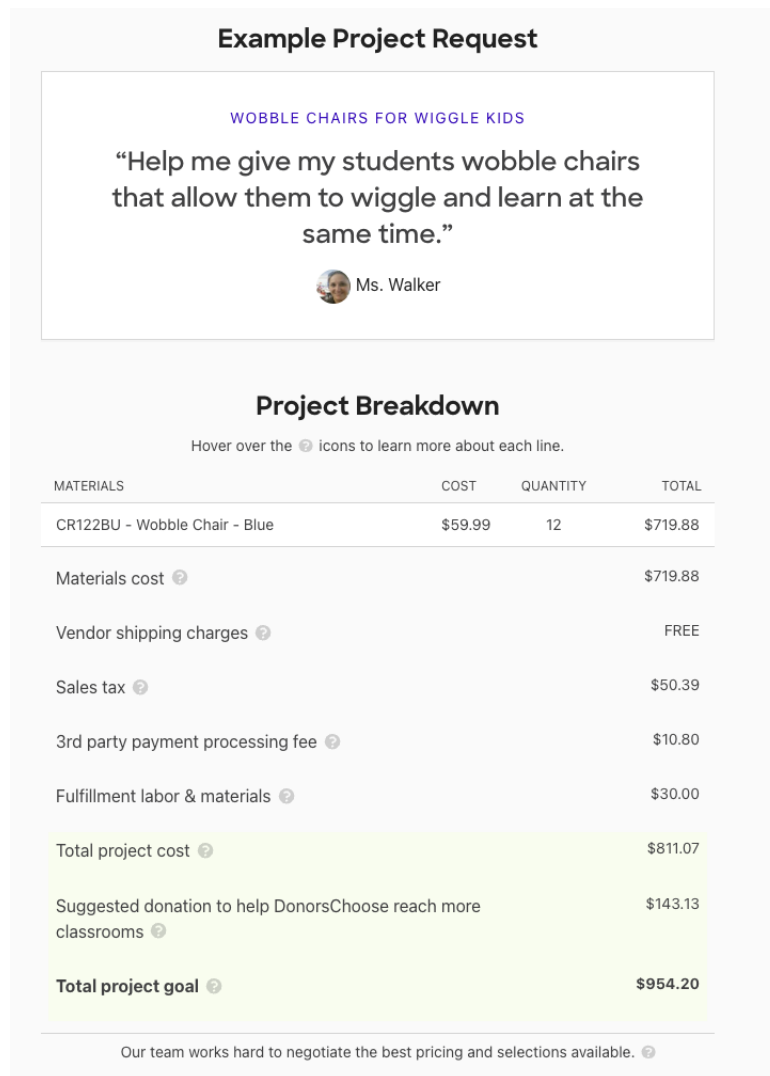 Example Project Request
WOBBLE CHAIRS FOR WIGGLE KIDS
“Help me give my students wobble chairs
that allow them to wiggle and learn at the
same time.”
Ms. Walker
Project Breakdown
Hover over the ? icons to learn more about each line.
MATERIALS COST QUANTITY TOTAL
CR122BU - Wobble Chair - Blue $59.99 12 $719.88
Materials cost ? $719.88
Vendor shipping charges ? FREE
Sales tax ? $50.39
3rd party payment processing fee ? $10.80
Fulfillment labor & materials ? $30.00
Total project cost ? $811.07
Suggested donation to help DonorsChoose reach more $143.13
classrooms ?
Total project goal ? $954.20
Our team works hard to negotiate the best pricing and selections available. ?